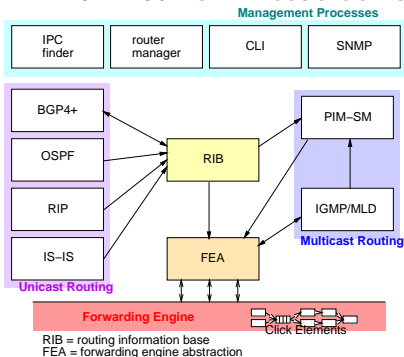 Management Processes
IPC
finder
router
manager
CLI
SNMP
BGP4+
OSPF
RIP
IS–IS
Unicast Routing
RIB
FEA
PIM–SM
IGMP/MLD
Multicast Routing
Forwarding Engine
Click Elements
RIB = routing information base
FEA = forwarding engine abstraction